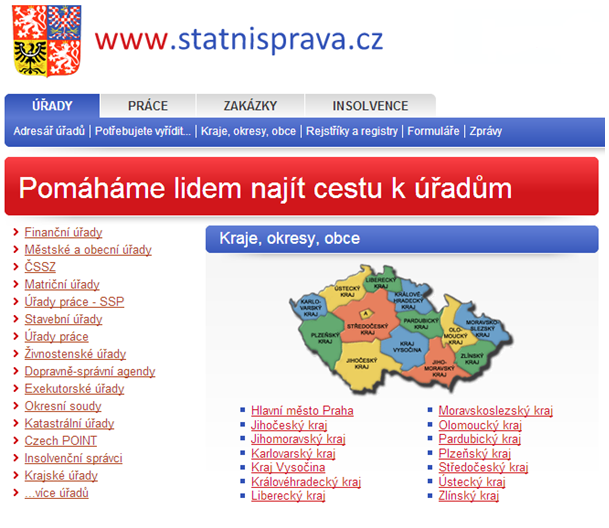 www.statnisprava.cz
ÚŘADY PRÁCE ZAKÁZKY INSOLVENCE
Adresář úřadů | Potřebujete vyřídit... | Kraje, okresy, obce | Rejstříky a registry | Formuláře | Zprávy
Pomáháme lidem najít cestu k úřadům
Finanční úřady
Městské a obecní úřady
ČSSZ
Matriční úřady
Úřady práce - SSP
Stavební úřady
Úřady práce
Živnostenské úřady
Dopravně-správní agendy
Exekutorské úřady
Okresní soudy
Katastrální úřady
Czech POINT
Insolvenční správci
Krajské úřady
...více úřadů
Kraje, okresy, obce
LIBERECKÝ
KRAJ
ÚSTECKÝ
KRAJ
KARLO-
VARSKÝ
KRAJ
KRÁLOVÉ-
HRADECKÝ
KRAJ
A
STŘEDOČESKÝ
KRAJ
PARDUBICKÝ
KRAJ
MORAVSKO-
SLEZSKÝ
KRAJ
PLZEŇSKÝ
KRAJ
OLO-
MOUCKÝ
KRAJ
KRAJ
VYSOČINA
ZLÍNSKÝ
KRAJ
JIHOČESKÝ
KRAJ
JIHO-
MORAVSKÝ
KRAJ
Hlavní město Praha
Jihočeský kraj
Jihomoravský kraj
Karlovarský kraj
Kraj Vysočina
Královéhradecký kraj
Liberecký kraj
Moravskoslezský kraj
Olomoucký kraj
Pardubický kraj
Plzeňský kraj
Středočeský kraj
Ústecký kraj
Zlínský kraj